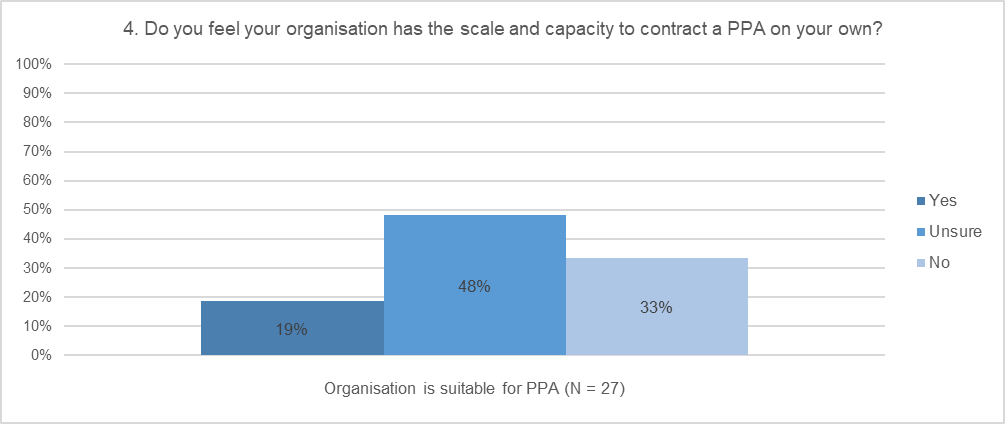 4. Do you feel your organisation has the scale and capacity to contract a PPA on your own?
100%
90%
80%
70%
60%
50%
40%
30%
20%
10%
0%
19%
48%
33%
Organisation is suitable for PPA (N = 27)
Yes
Unsure
No